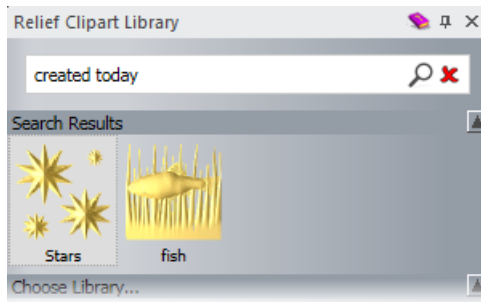 Relief Clipart Library
created today
Search Results
Stars fish
Choose Library...